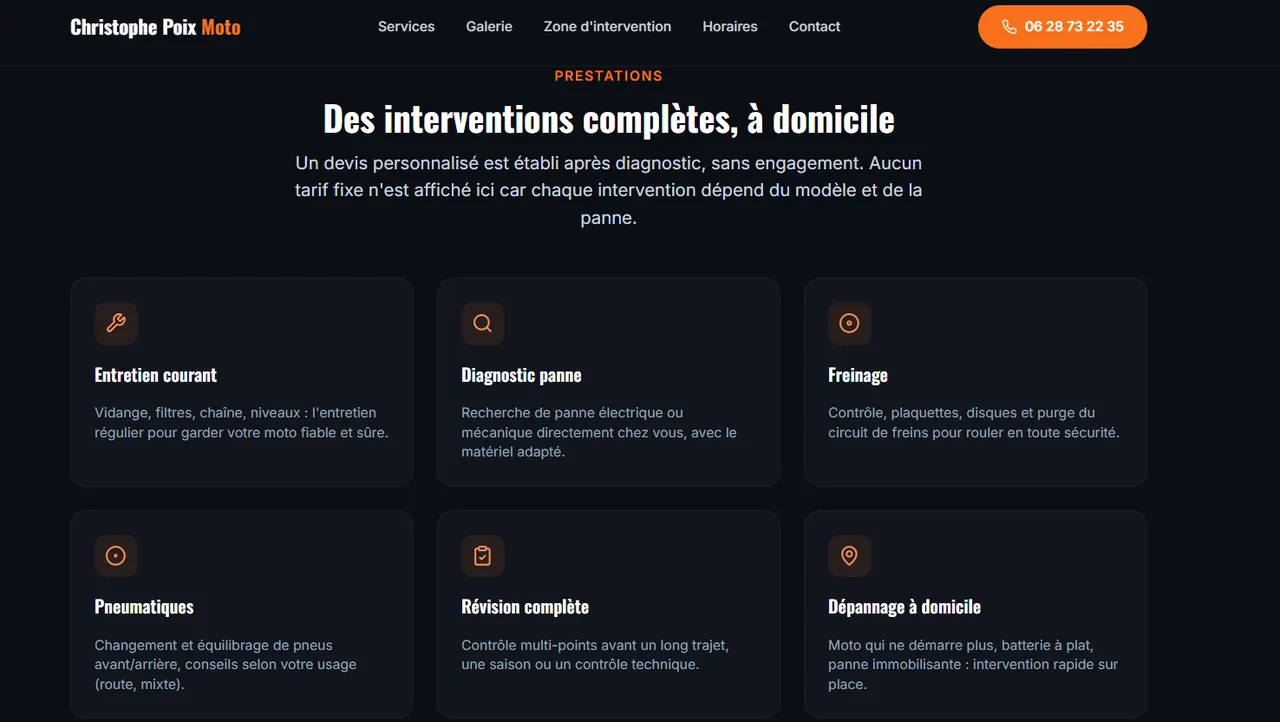 Christophe Poix Moto
Services
Galerie
Zone d'intervention
Horaires
Contact
06 28 73 22 35
PRESTATIONS
Des interventions complètes, à domicile
Un devis personnalisé est établi après diagnostic, sans engagement. Aucun
tarif fixe n'est affiché ici car chaque intervention dépend du modèle et de la
panne.
Entretien courant
Vidange, filtres, chaîne, niveaux : l'entretien
régulier pour garder votre moto fiable et sûre.
Diagnostic panne
Recherche de panne électrique ou
mécanique directement chez vous, avec le
matériel adapté.
Freinage
Contrôle, plaquettes, disques et purge du
circuit de freins pour rouler en toute sécurité.
Pneumatiques
Changement et équilibrage de pneus
avant/arrière, conseils selon votre usage
(route, mixte).
Révision complète
Contrôle multi-points avant un long trajet,
une saison ou un contrôle technique.
Dépannage à domicile
Moto qui ne démarre plus, batterie à plat,
panne immobilisante : intervention rapide sur
place.